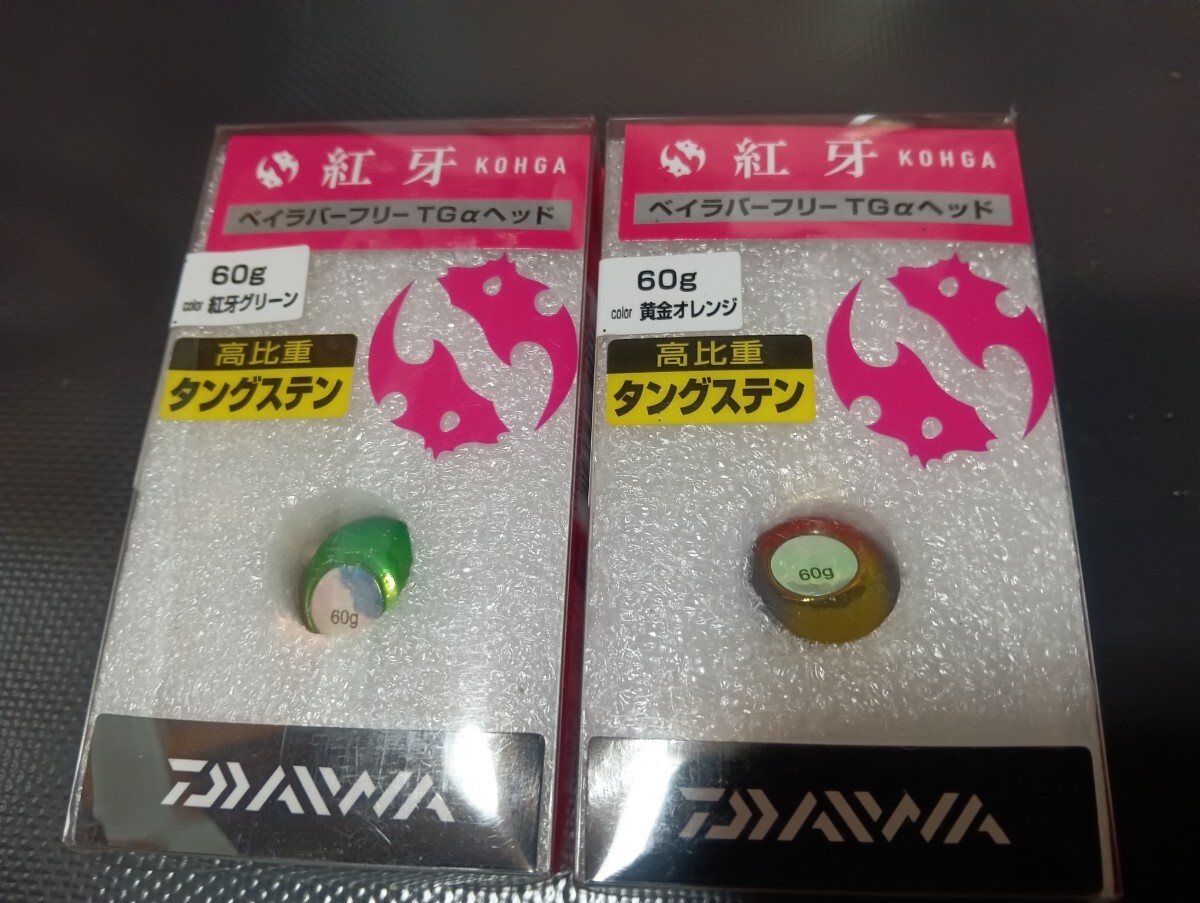 紅牙 KOHGA
ベイラバーフリー TGαヘッド
60g
color 紅牙グリーン
高比重
タングステン
60g
DAIWA
紅牙 KOHGA
ベイラバーフリー TGαヘッド
60g
color 黄金オレンジ
高比重
タングステン
60g
DAIWA